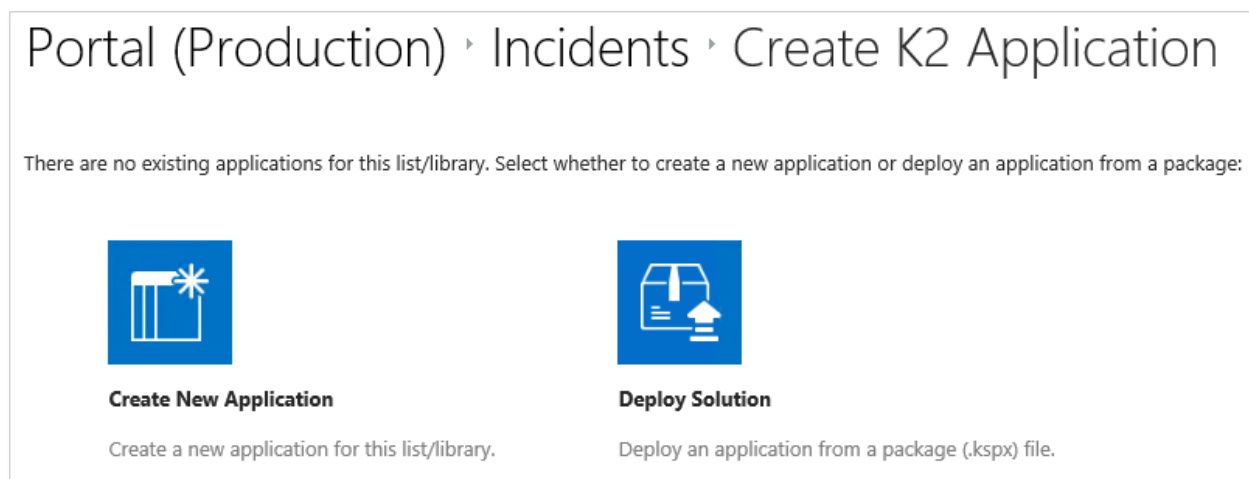 Portal (Production) ▸ Incidents ▸ Create K2 Application
There are no existing applications for this list/library. Select whether to create a new application or deploy an application from a package:
Create New Application
Deploy Solution
Create a new application for this list/library.
Deploy an application from a package (.kspx) file.